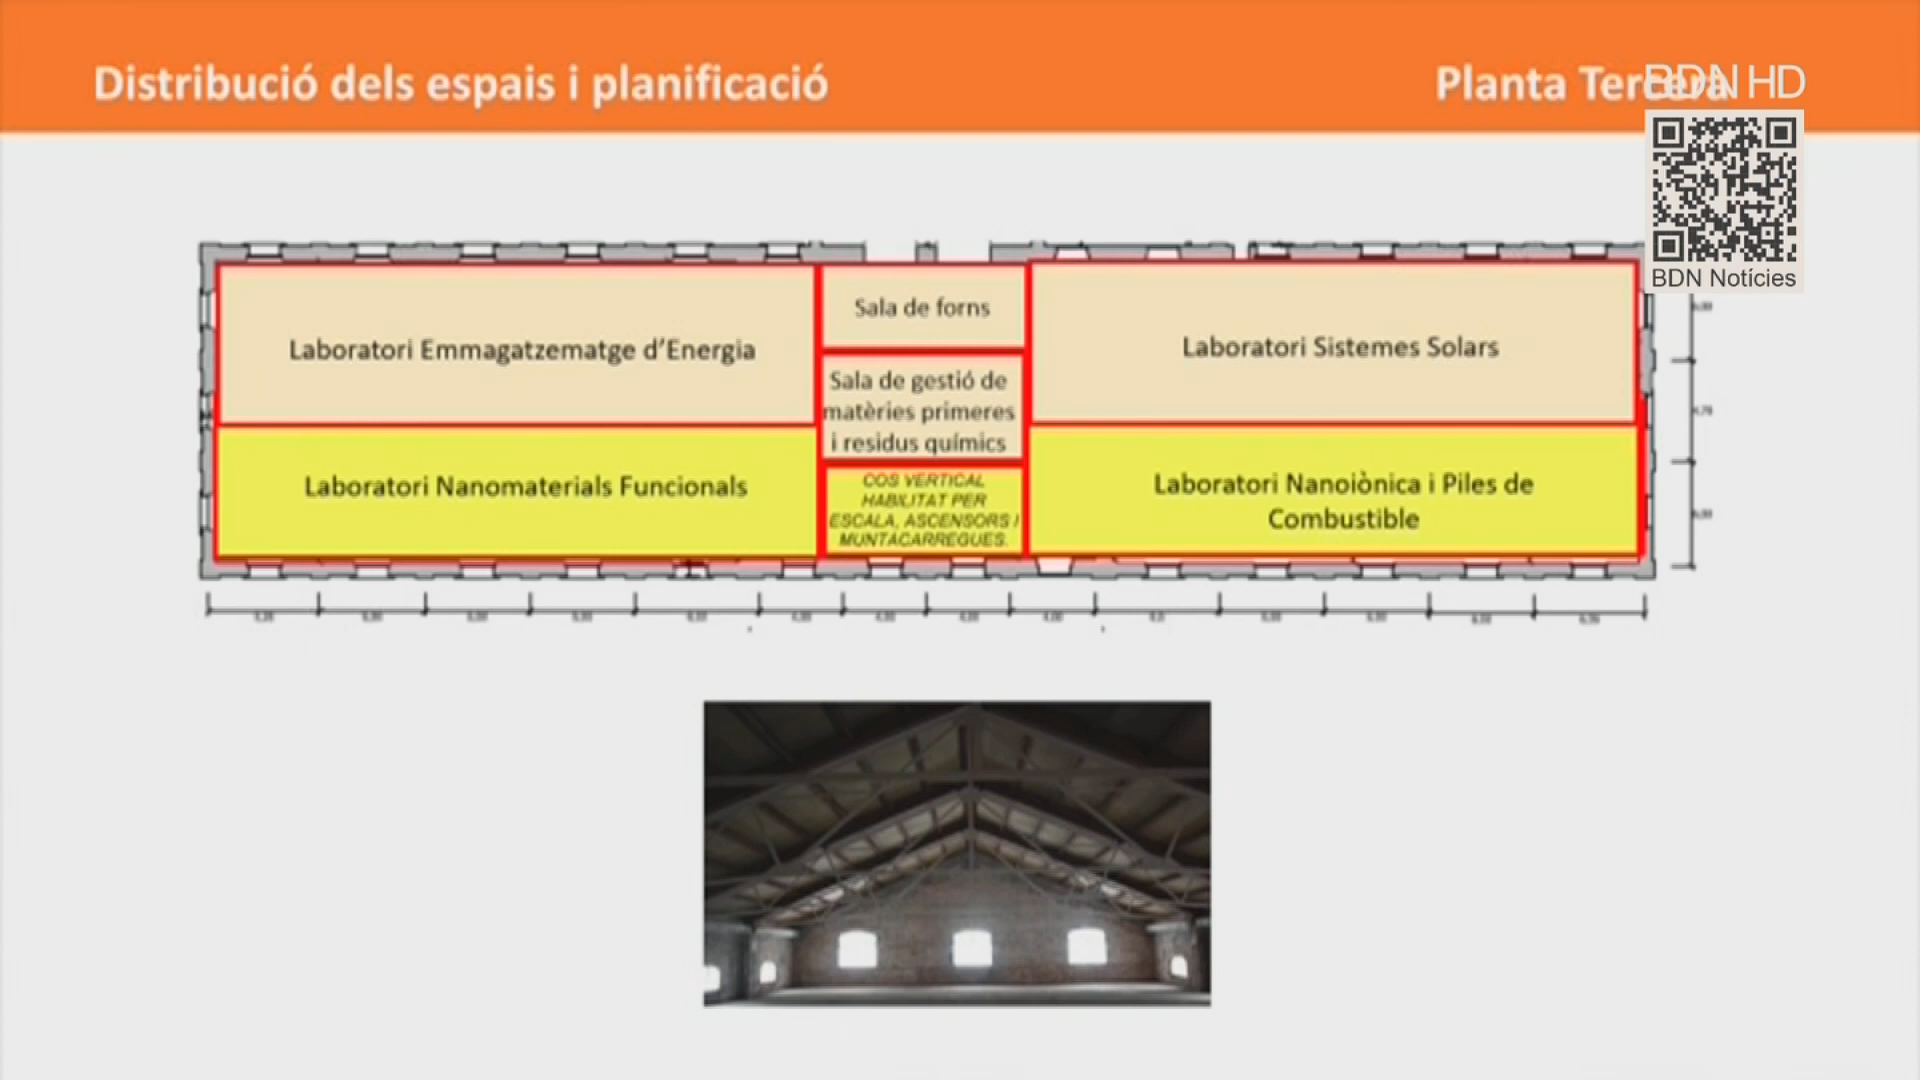 Distribució dels espais i planificació
Planta Tercera
BDN HD
BDN Notícies
Laboratori Emmagatzematge d'Energia
Sala de forns
Laboratori Sistemes Solars
Sala de gestió de
matèries primeres
i residus químics
Laboratori Nanomaterials Funcionals
COS VERTICAL
HABILITAT PER
ESCALA, ASCENSORS I
MUNTACARREGUES.
Laboratori Nanoiònica i Piles de
Combustible